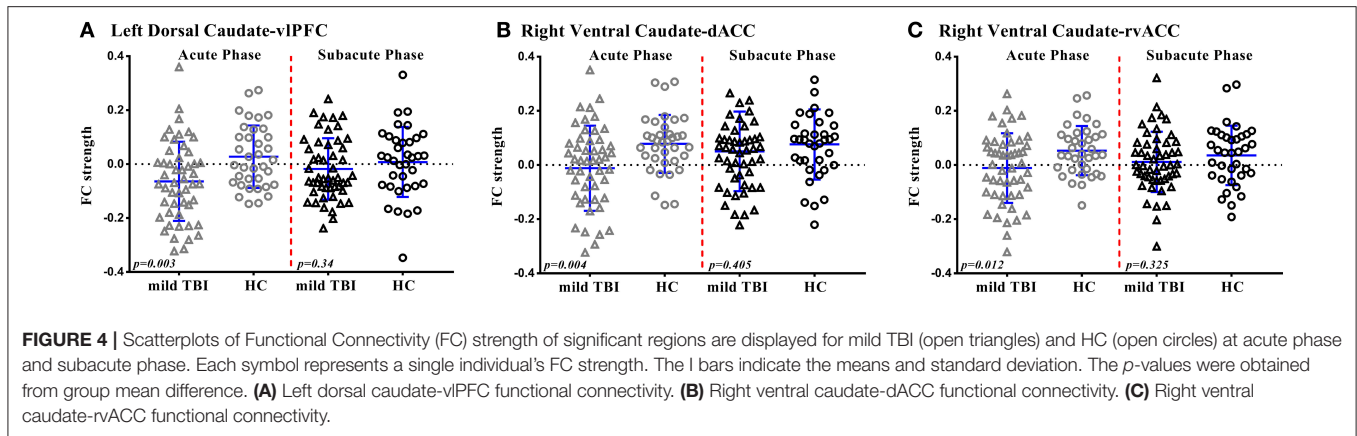 A Left Dorsal Caudate-vlPFC
Acute Phase Subacute Phase
FC strength
0.4
0.2
0.0
-0.2
-0.4
p=0.003 p=0.34
mild TBI HC mild TBI HC
B Right Ventral Caudate-dACC
Acute Phase Subacute Phase
FC strength
0.4
0.2
0.0
-0.2
-0.4
p=0.004 p=0.405
mild TBI HC mild TBI HC
C Right Ventral Caudate-rvACC
Acute Phase Subacute Phase
FC strength
0.4
0.2
0.0
-0.2
-0.4
p=0.012 p=0.325
mild TBI HC mild TBI HC
FIGURE 4 | Scatterplots of Functional Connectivity (FC) strength of significant regions are displayed for mild TBI (open triangles) and HC (open circles) at acute phase
and subacute phase. Each symbol represents a single individual's FC strength. The I bars indicate the means and standard deviation. The p-values were obtained
from group mean difference. (A) Left dorsal caudate-vlPFC functional connectivity. (B) Right ventral caudate-dACC functional connectivity. (C) Right ventral
caudate-rvACC functional connectivity.